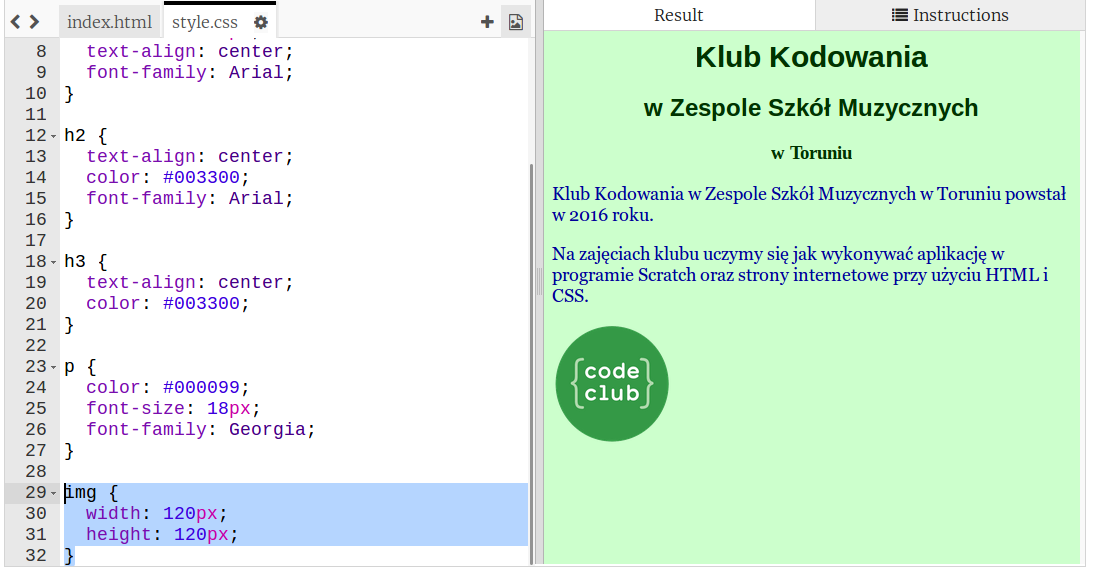 index.html style.css
Result Instructions
8 text-align: center;
9 font-family: Arial;
10 }
11
12 h2 {
13 text-align: center;
14 color: #003300;
15 font-family: Arial;
16 }
17
18 h3 {
19 text-align: center;
20 color: #003300;
21 }
22
23 p {
24 color: #000099;
25 font-size: 18px;
26 font-family: Georgia;
27 }
28
29 img {
30 width: 120px;
31 height: 120px;
32 }
Klub Kodowania
w Zespole Szkół Muzycznych
w Toruniu
Klub Kodowania w Zespole Szkół Muzycznych w Toruniu powstał
w 2016 roku.
Na zajęciach klubu uczymy się jak wykonywać aplikację w
programie Scratch oraz strony internetowe przy użyciu HTML i
CSS.
{code
club}